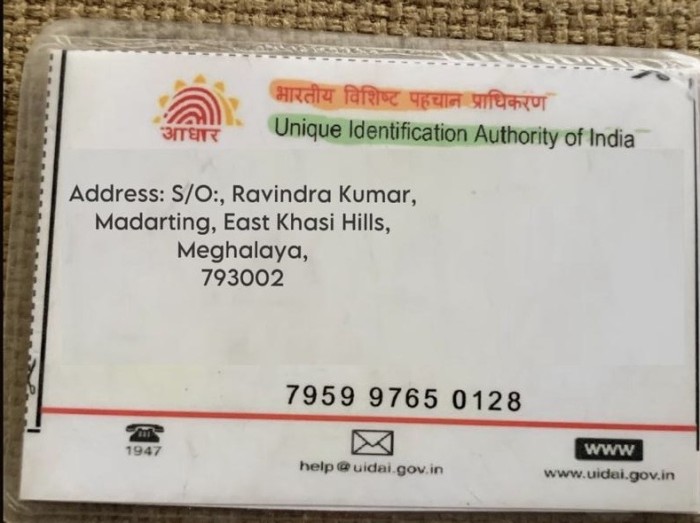 भारतीय विशिष्ट पहचान प्राधिकरण
आधार
Unique Identification Authority of India
Address: S/O:, Ravindra Kumar,
Madarting, East Khasi Hills,
Meghalaya,
793002
7959 9765 0128
1947
help@uidai.gov.in
www
www.uidai.gov.in